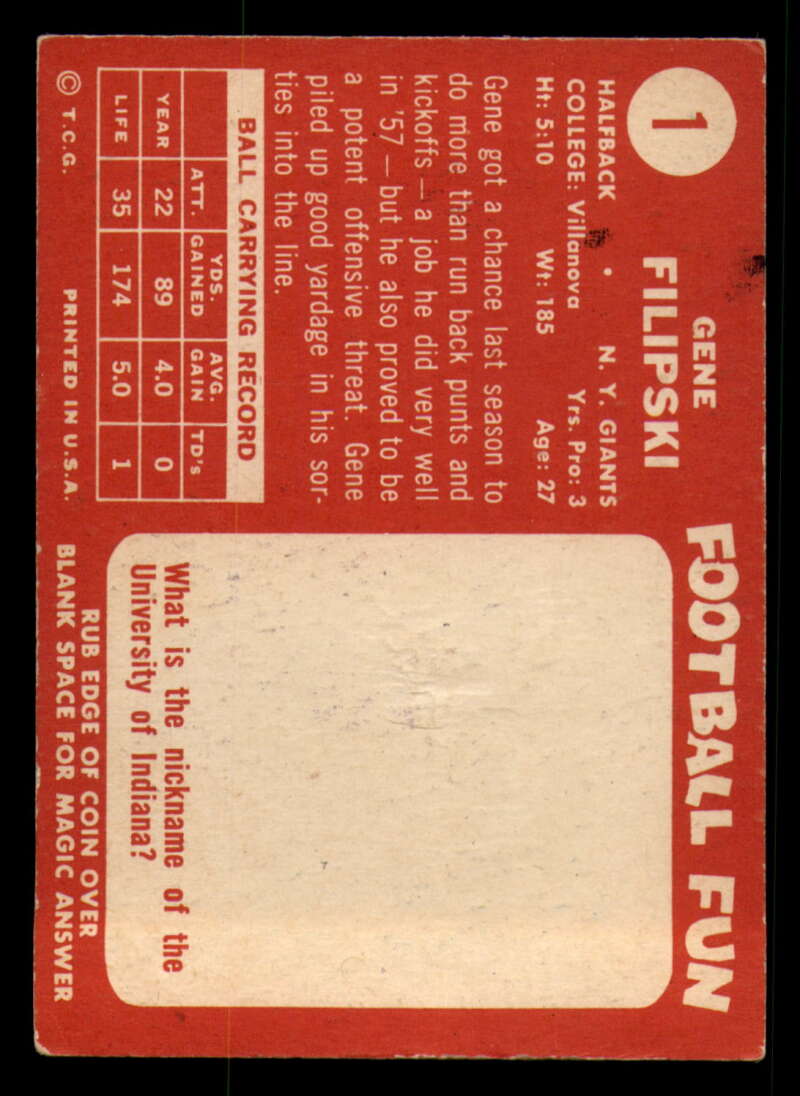 1
GENE
FILIPSKI
HALFBACK • N. Y. GIANTS
COLLEGE: Villanova Yrs. Pro: 3
Ht: 5:10 Wt: 185 Age: 27
Gene got a chance last season to
do more than run back punts and
kickoffs — a job he did very well
in '57 — but he also proved to be
a potent offensive threat. Gene
piled up good yardage in his sor-
ties into the line.
BALL CARRYING RECORD
ATT. YDS. GAINED AVG. GAIN TD's
YEAR 22 89 4.0 0
LIFE 35 174 5.0 1
© T.C.G. PRINTED IN U.S.A.
FOOTBALL FUN
What is the nickname of the
University of Indiana?
RUB EDGE OF COIN OVER
BLANK SPACE FOR MAGIC ANSWER